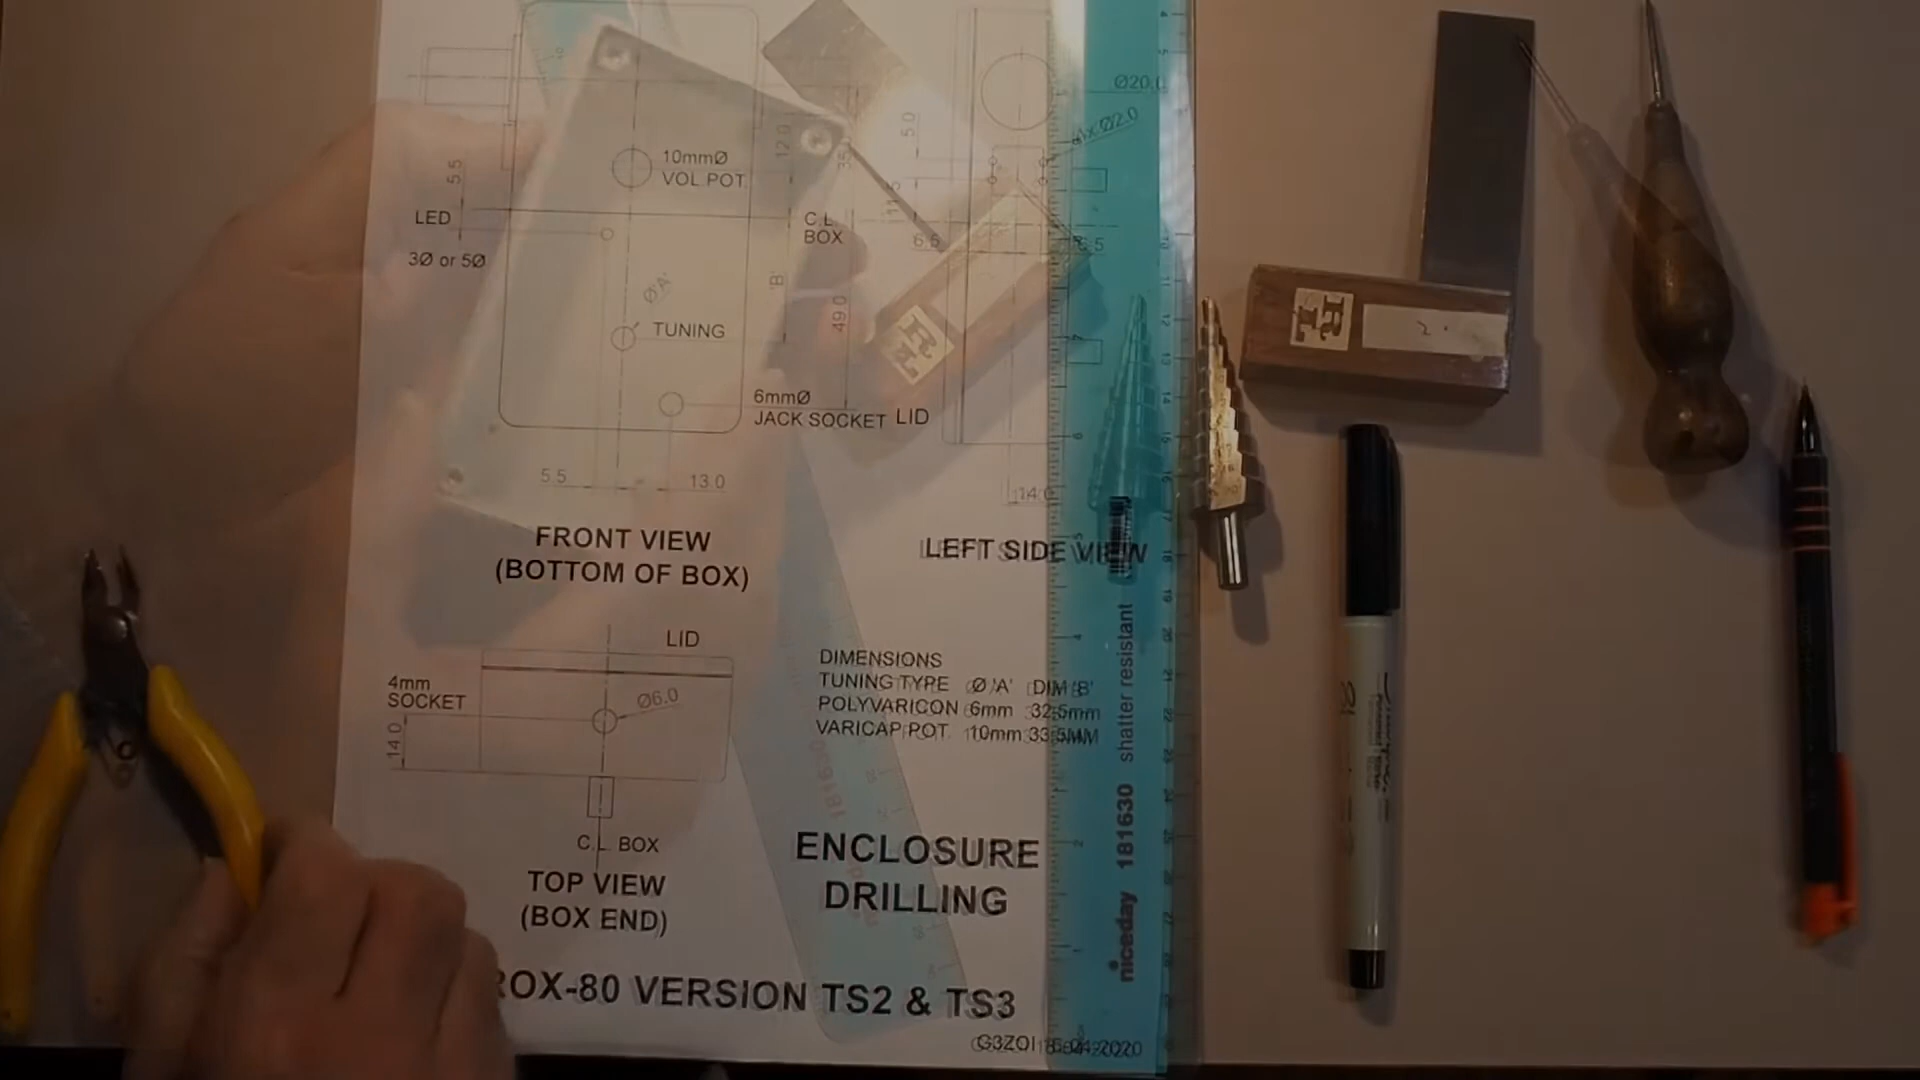 Ø20.0
4x Ø2.0
5.0
12.0
35
10mmØ
VOL POT
5.5
11.5
LED
C.L.
BOX
6.5
6.5
3Ø or 5Ø
Ø'A'
'B'
49.0
TUNING
6mmØ
JACK SOCKET
LID
5.5
13.0
14.0
FRONT VIEW
(BOTTOM OF BOX)
LEFT SIDE VIEW
LID
4mm
SOCKET
Ø6.0
14.0
C.L. BOX
TOP VIEW
(BOX END)
DIMENSIONS
TUNING TYPE Ø 'A' DIM 'B'
POLYVARICON 6mm 32.5mm
VARICAP POT 10mm 33.5MM
ENCLOSURE
DRILLING
ROX-80 VERSION TS2 & TS3
G3ZOI
niceday 181630 shatter resistant